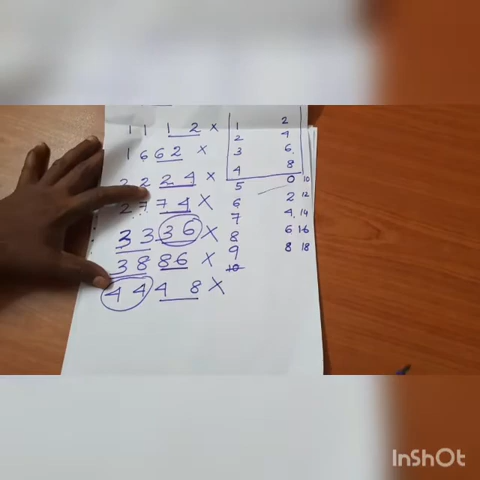 1 1 1 2 x
1 6 6 2 x
2 2 2 4 x
2 7 7 4 x
3 3 3 6 x
3 8 8 6 x
4 4 4 8 x
1 2
2 4
3 6
4 8
5 0 10
6 2 12
7 4 14
8 6 16
9 8 18
10
InShOt